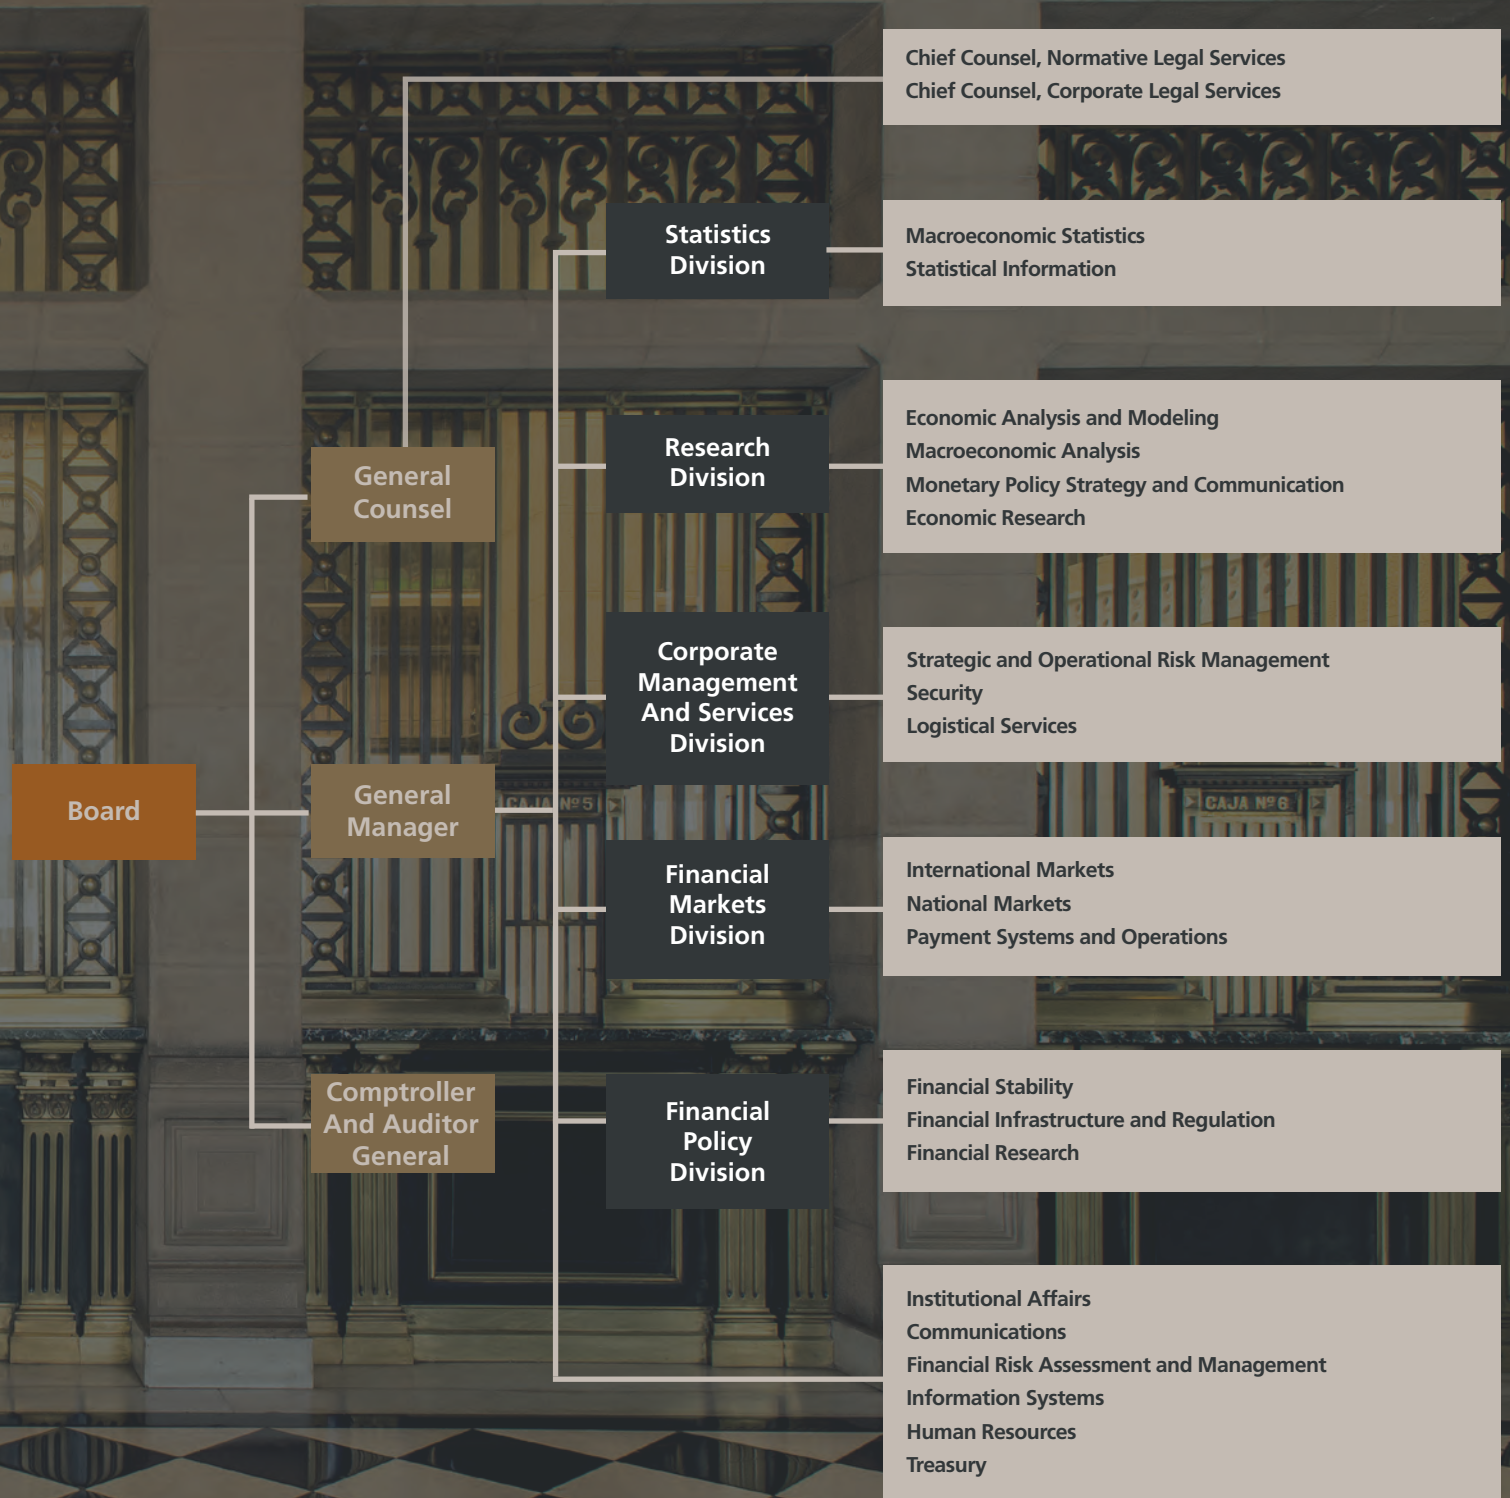 Chief Counsel, Normative Legal Services
Chief Counsel, Corporate Legal Services
Statistics
Division
Macroeconomic Statistics
Statistical Information
General
Counsel
Research
Division
Economic Analysis and Modeling
Macroeconomic Analysis
Monetary Policy Strategy and Communication
Economic Research
Corporate
Management
And Services
Division
Strategic and Operational Risk Management
Security
Logistical Services
Board
General
Manager
CAJA Nº 5
CAJA Nº 6
Financial
Markets
Division
International Markets
National Markets
Payment Systems and Operations
Comptroller
And Auditor
General
Financial
Policy
Division
Financial Stability
Financial Infrastructure and Regulation
Financial Research
Institutional Affairs
Communications
Financial Risk Assessment and Management
Information Systems
Human Resources
Treasury